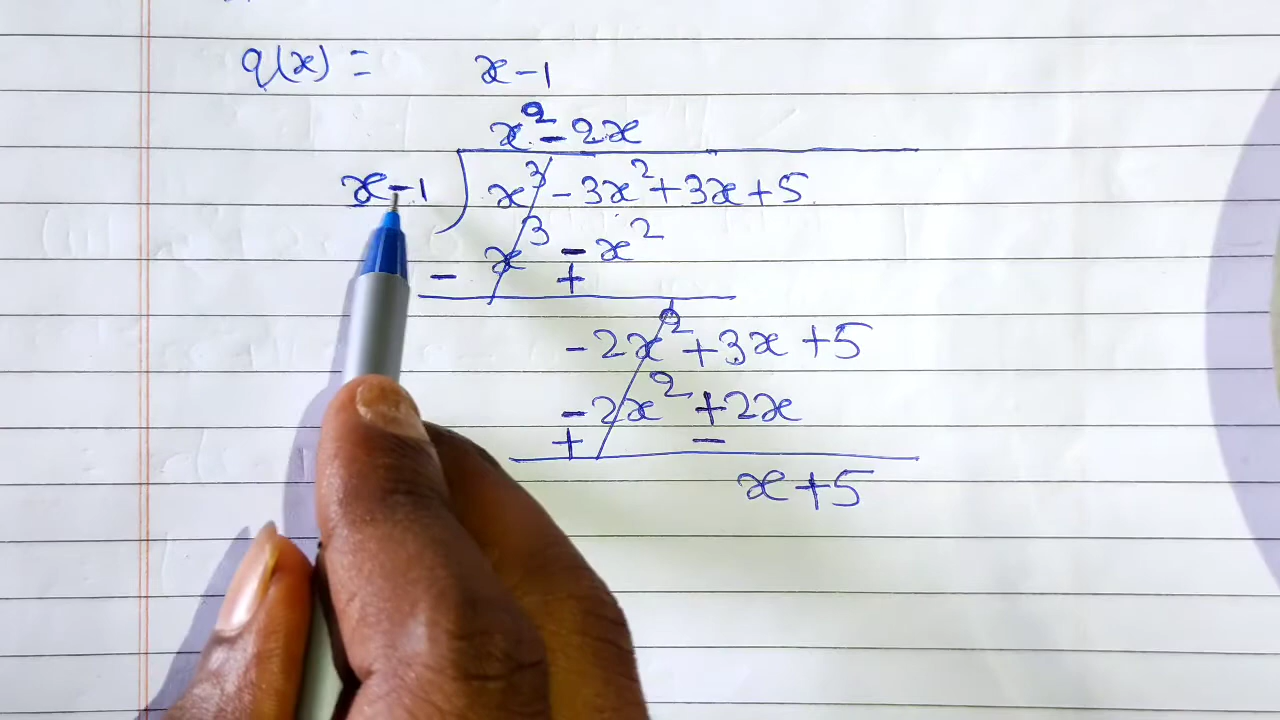 q(x) = x-1
x²-2x
x-1 ) x³-3x²+3x+5
x³ -x²
- +
-2x²+3x+5
-2x²+2x
+ -
x+5